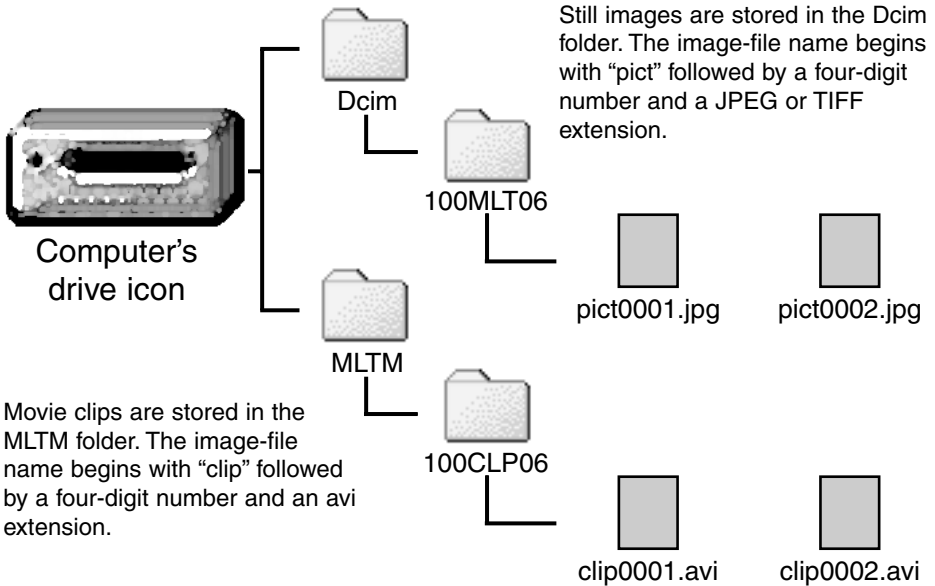 Still images are stored in the Dcim
folder. The image-file name begins
with “pict” followed by a four-digit
number and a JPEG or TIFF
extension.
Dcim
100MLT06
Computer’s
drive icon
pict0001.jpg
pict0002.jpg
MLTM
Movie clips are stored in the
MLTM folder. The image-file
name begins with “clip” followed
by a four-digit number and an avi
extension.
100CLP06
clip0001.avi
clip0002.avi